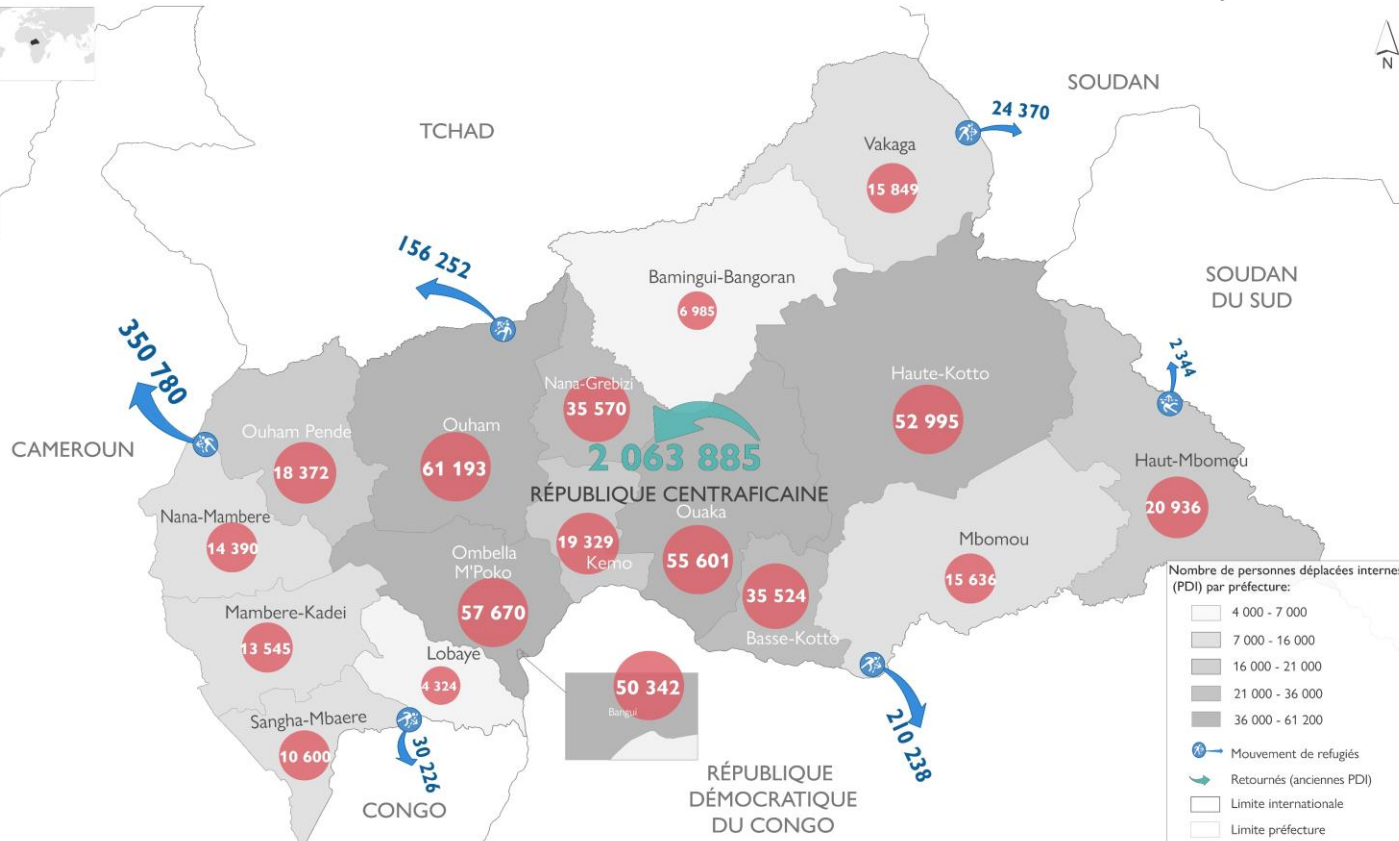 N
SOUDAN
24 370
TCHAD
Vakaga
15 849
156 252
Bamingui-Bangoran
6 985
SOUDAN
DU SUD
350 780
2 344
Haute-Kotto
52 995
Nana-Grebizi
35 570
Ouham Pende
18 372
Ouham
61 193
CAMEROUN
2 063 885
RÉPUBLIQUE CENTRAFICAINE
Haut-Mbomou
20 936
Nana-Mambere
14 390
Ouaka
55 601
19 329
Kemo
Mbomou
15 636
Ombella
M'Poko
57 670
35 524
Basse-Kotto
Mambere-Kadei
13 545
Lobaye
4 324
50 342
Bangui
Sangha-Mbaere
10 600
30 226
210 238
CONGO
RÉPUBLIQUE
DÉMOCRATIQUE
DU CONGO
Nombre de personnes déplacées internes
(PDI) par préfecture:
4 000 - 7 000
7 000 - 16 000
16 000 - 21 000
21 000 - 36 000
36 000 - 61 200
Mouvement de refugiés
Retournés (anciennes PDI)
Limite internationale
Limite préfecture